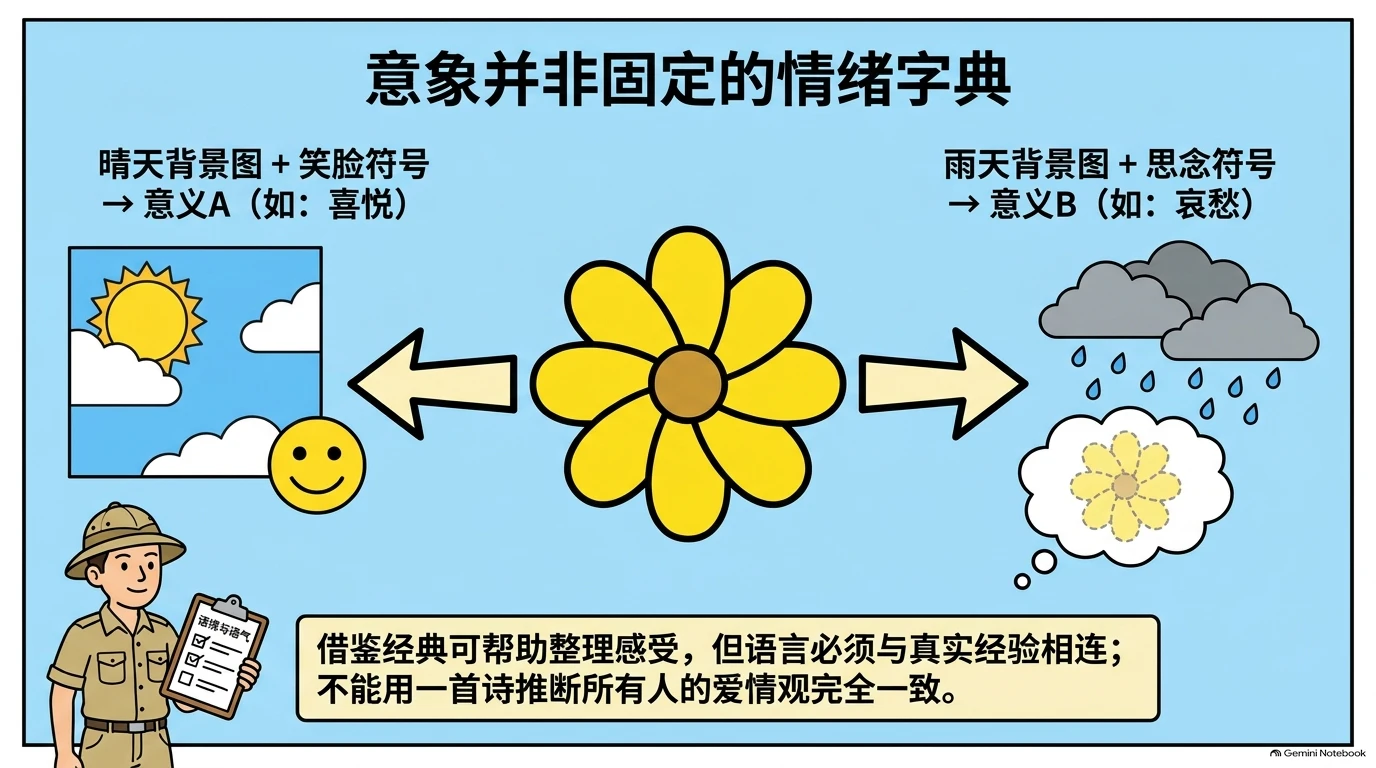 意象并非固定的情绪字典
晴天背景图 + 笑脸符号
→ 意义A（如：喜悦）
雨天背景图 + 思念符号
→ 意义B（如：哀愁）
语境与语气
借鉴经典可帮助整理感受，但语言必须与真实经验相连；
不能用一首诗推断所有人的爱情观完全一致。
Gemini Notebook